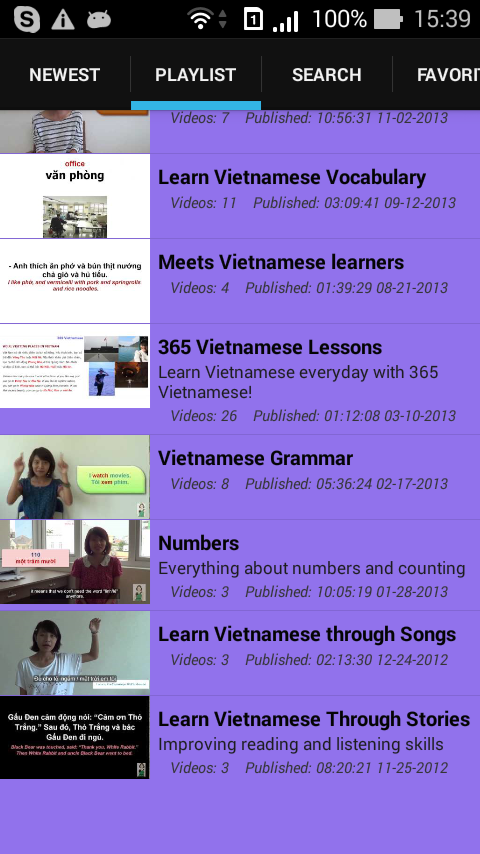 1
100%
15:39
NEWEST
PLAYLIST
SEARCH
FAVORI
Videos: 7 Published: 10:56:31 11-02-2013
office
văn phòng
Learn Vietnamese Vocabulary
Videos: 11 Published: 03:09:41 09-12-2013
- Anh thích ăn phở và bún thịt nướng
chả giò và hủ tiếu.
I like phở, and vermicelli with pork and springrolls
and rice noodles.
Meets Vietnamese learners
Videos: 4 Published: 01:39:29 08-21-2013
365 Vietnamese Lessons
Learn Vietnamese everyday with 365
Vietnamese!
Videos: 26 Published: 01:12:08 03-10-2013
I watch movies.
Tôi xem phim.
Vietnamese Grammar
Videos: 8 Published: 05:36:24 02-17-2013
110
một trăm mười
it means that we don't need the word "linh/lẻ"
anymore.
Numbers
Everything about numbers and counting
Videos: 3 Published: 10:05:19 01-28-2013
Learn Vietnamese through Songs
Videos: 3 Published: 02:13:30 12-24-2012
Gấu Đen cảm động nói: "Cảm ơn Thỏ
Trắng." Sau đó, Thỏ Trắng và bác
Gấu Đen đi ngủ.
Black Bear was touched, said: "Thank you, White Rabbit."
Then White Rabbit and uncle Black Bear went to bed.
Learn Vietnamese Through Stories
Improving reading and listening skills
Videos: 3 Published: 08:20:21 11-25-2012